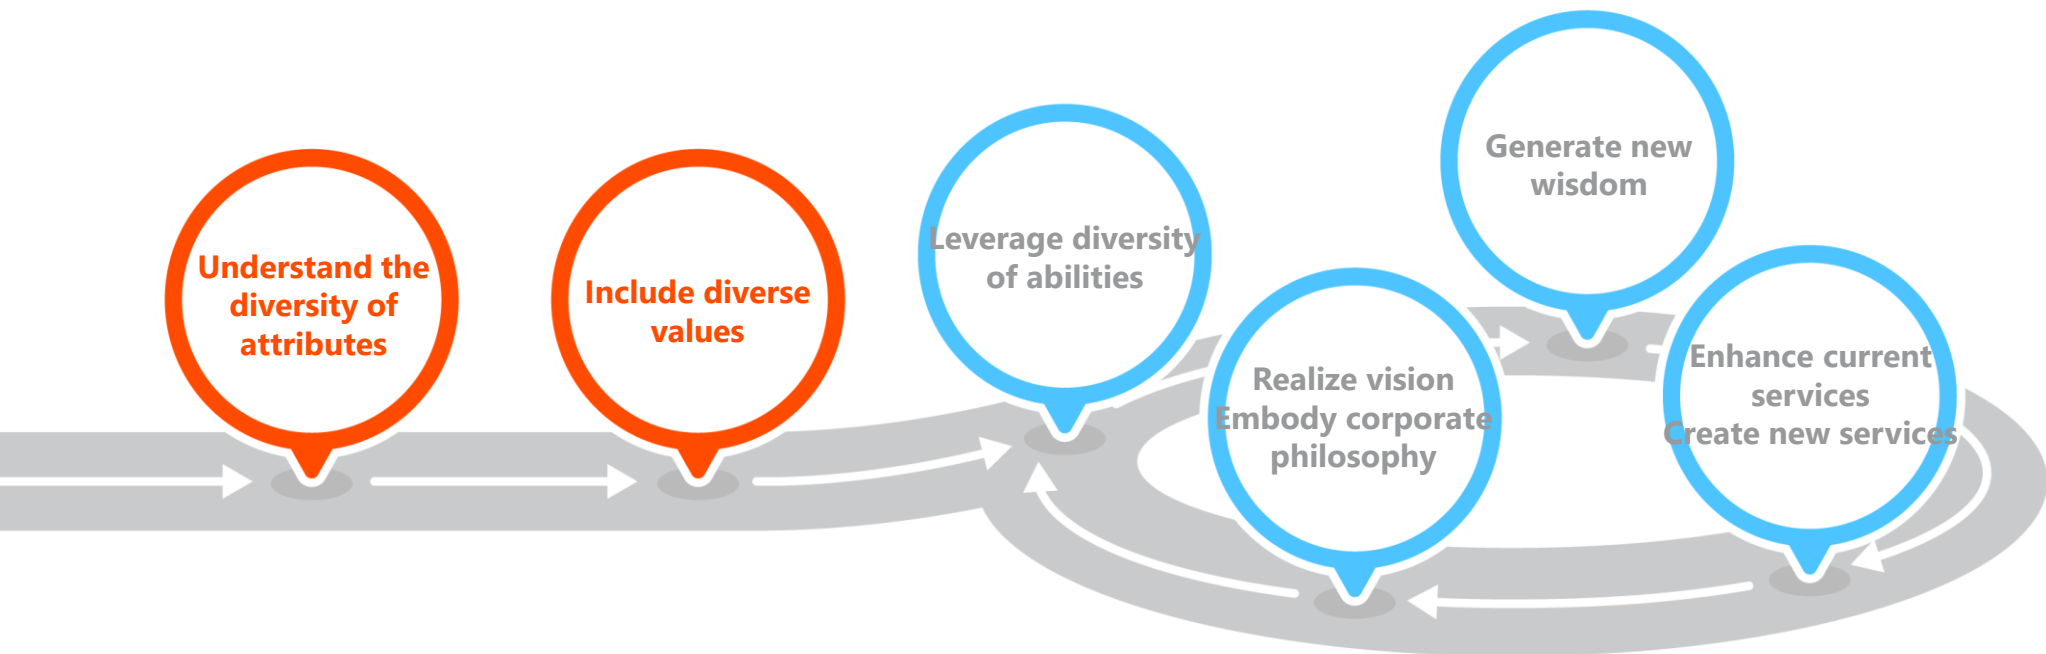 Understand the
diversity of
attributes
Include diverse
values
Leverage diversity
of abilities
Generate new
wisdom
Enhance current
services
Create new services
Realize vision
Embody corporate
philosophy